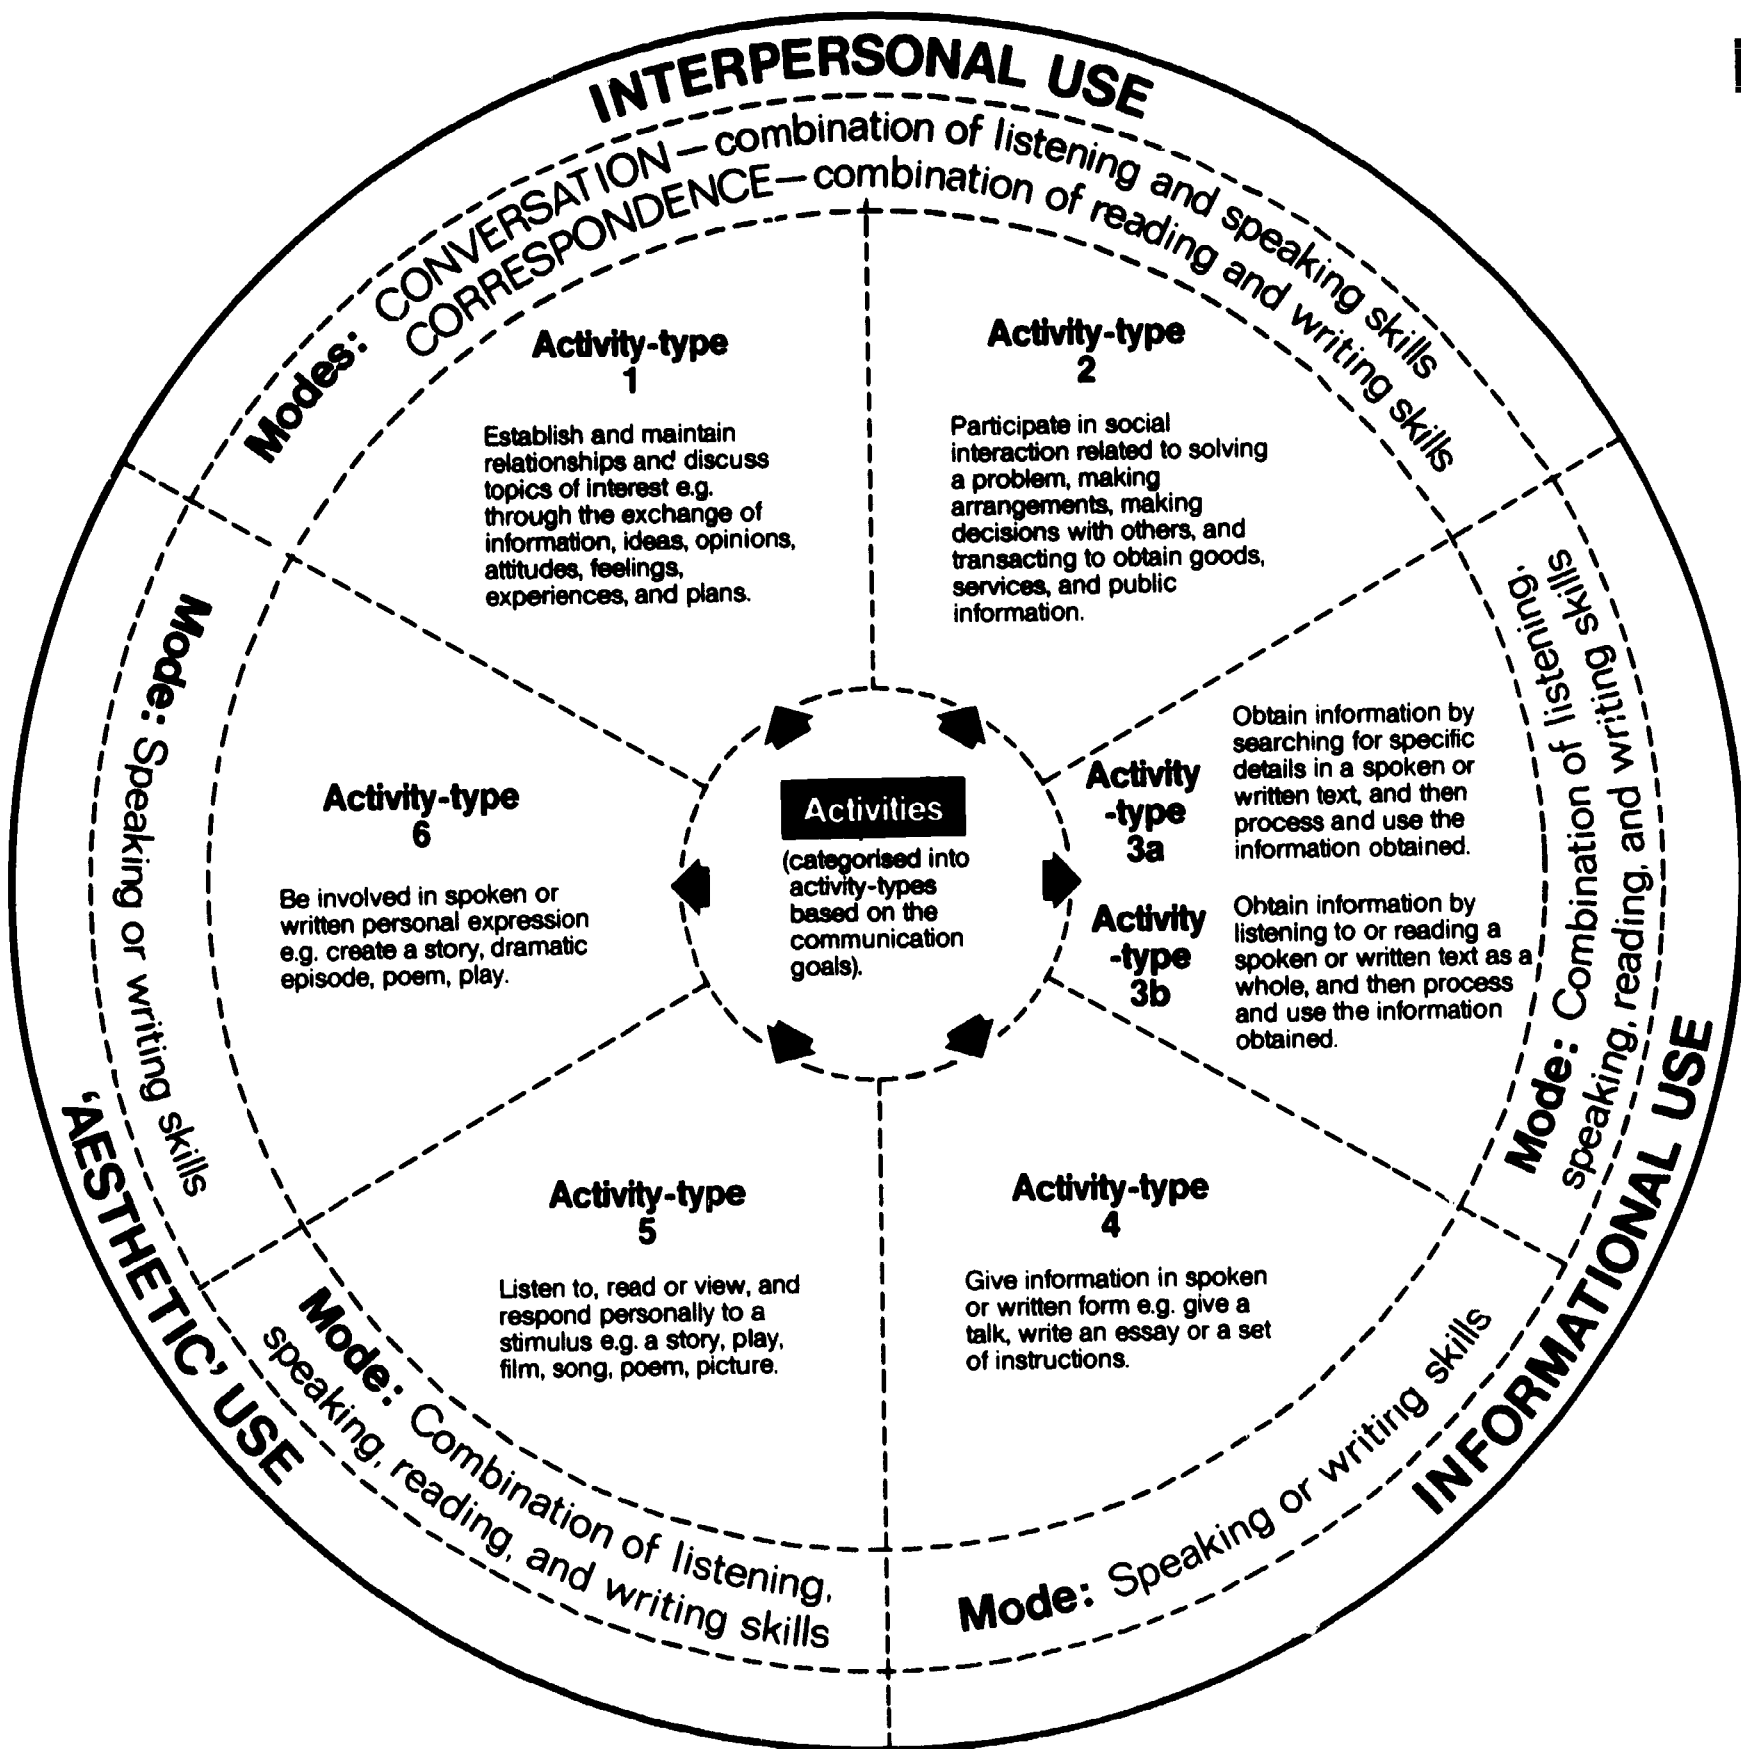 INTERPERSONAL USE
Modes: CONVERSATION — combination of listening and speaking skills
CORRESPONDENCE — combination of reading and writing skills
Activity-type
1
Establish and maintain
relationships and discuss
topics of interest e.g.
through the exchange of
information, ideas, opinions,
attitudes, feelings,
experiences, and plans.
Activity-type
2
Participate in social
interaction related to solving
a problem, making
arrangements, making
decisions with others, and
transacting to obtain goods,
services, and public
information.
Activity
-type
3a
Obtain information by
searching for specific
details in a spoken or
written text, and then
process and use the
information obtained.
Activity
-type
3b
Obtain information by
listening to or reading a
spoken or written text as a
whole, and then process
and use the information
obtained.
Mode: Combination of listening,
speaking, reading, and writing skills
INFORMATIONAL USE
Activity-type
4
Give information in spoken
or written form e.g. give a
talk, write an essay or a set
of instructions.
Mode: Speaking or writing skills
Activity-type
5
Listen to, read or view, and
respond personally to a
stimulus e.g. a story, play,
film, song, poem, picture.
Mode: Combination of listening,
speaking, reading, and writing skills
'AESTHETIC' USE
Activity-type
6
Be involved in spoken or
written personal expression
e.g. create a story, dramatic
episode, poem, play.
Mode: Speaking or writing skills
Activities
(categorised into
activity-types
based on the
communication
goals).